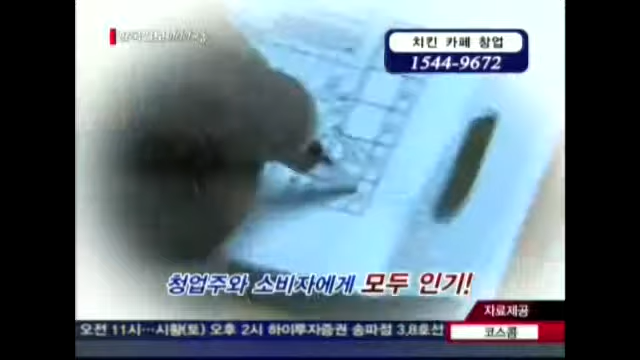 치킨 카페 창업
1544-9672
창업주와 소비자에게 모두 인기!
자료제공
오전 11시…시황(토) 오후 2시 하이투자증권 송파점 3,8호선
코스콤